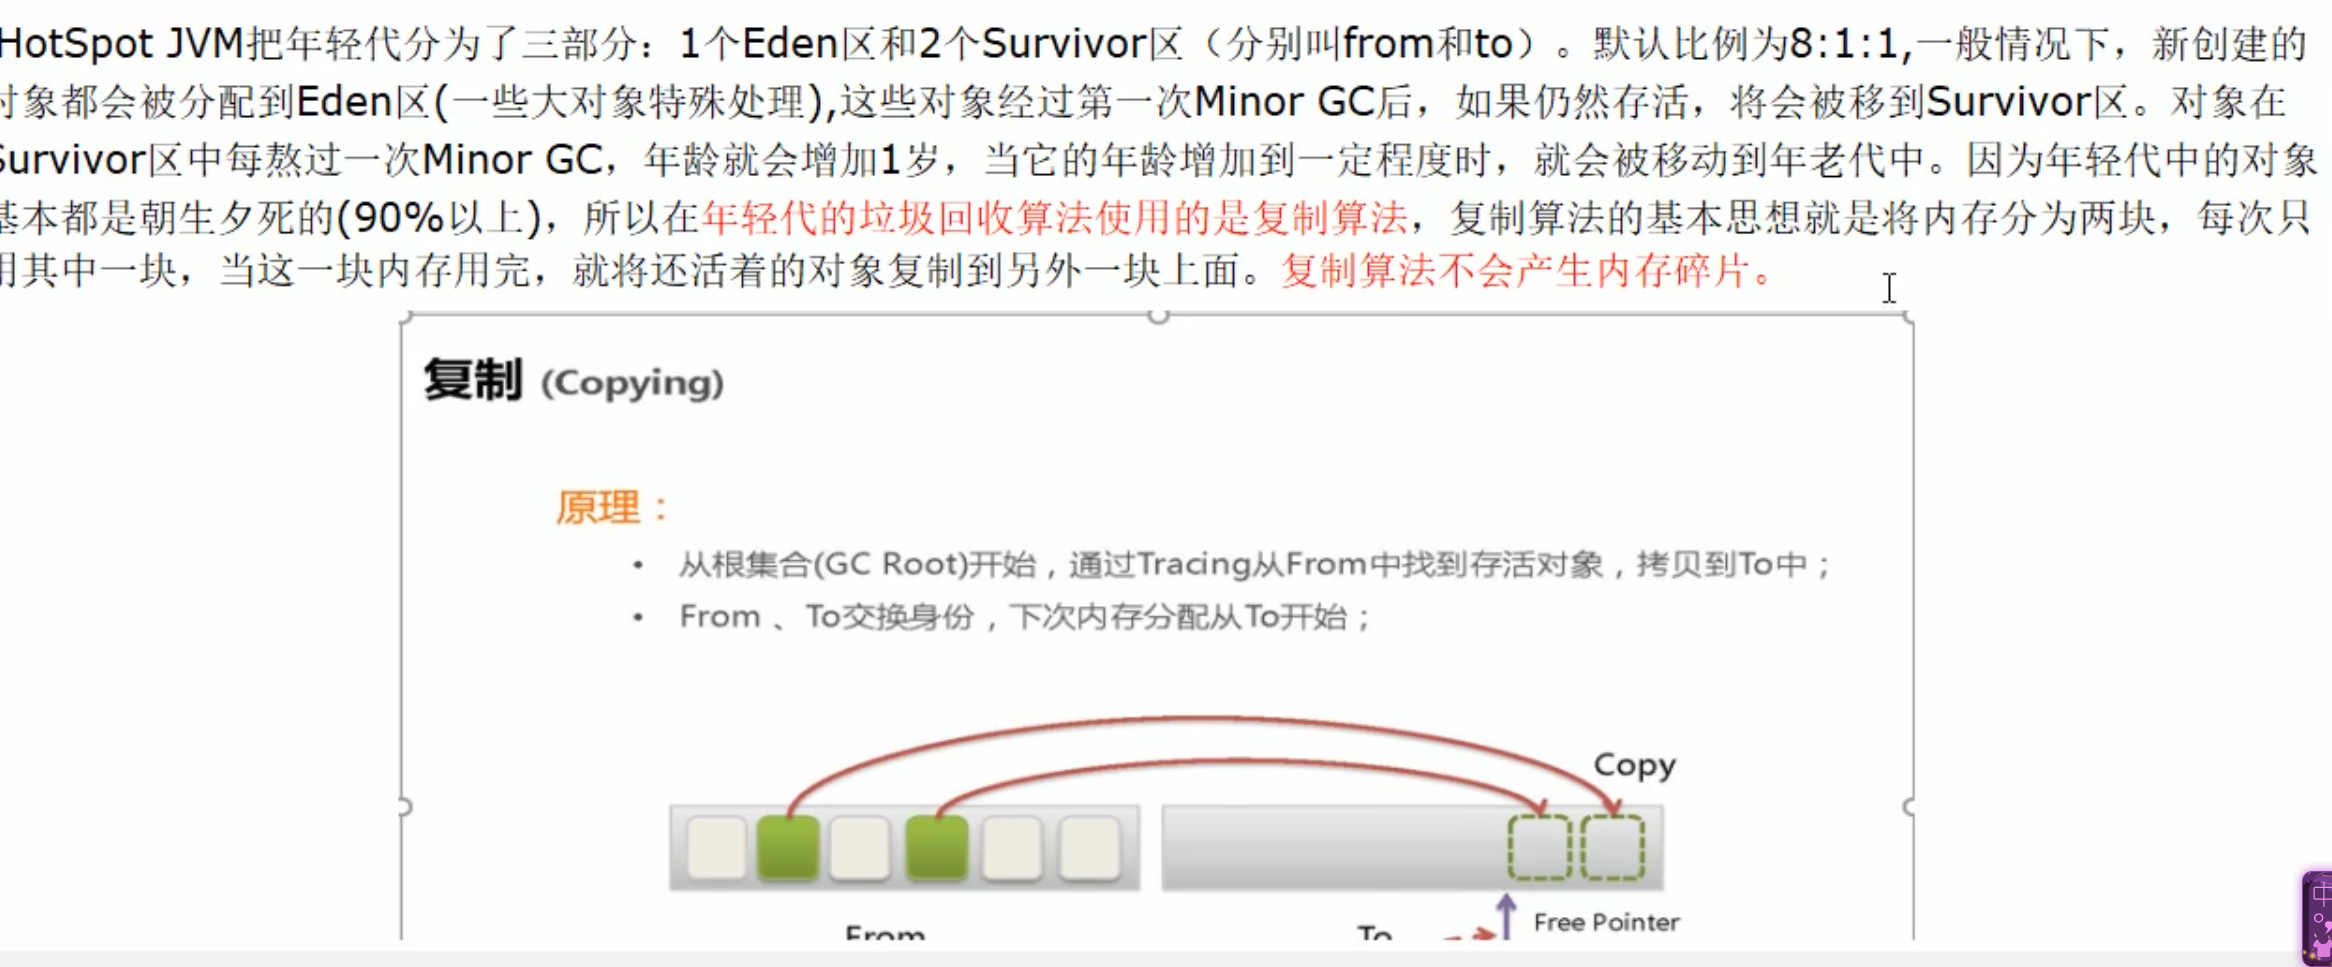 HotSpot JVM把年轻代分为了三部分：1个Eden区和2个Survivor区（分别叫from和to）。默认比例为8:1:1,一般情况下，新创建的
对象都会被分配到Eden区(一些大对象特殊处理),这些对象经过第一次Minor GC后，如果仍然存活，将会被移到Survivor区。对象在
Survivor区中每熬过一次Minor GC，年龄就会增加1岁，当它的年龄增加到一定程度时，就会被移动到年老代中。因为年轻代中的对象
基本都是朝生夕死的(90%以上)，所以在年轻代的垃圾回收算法使用的是复制算法，复制算法的基本思想就是将内存分为两块，每次只
用其中一块，当这一块内存用完，就将还活着的对象复制到另外一块上面。复制算法不会产生内存碎片。
复制 (Copying)
原理：
• 从根集合(GC Root)开始，通过Tracing从From中找到存活对象，拷贝到To中；
• From 、To交换身份，下次内存分配从To开始；
Copy
From
To
Free Pointer
中